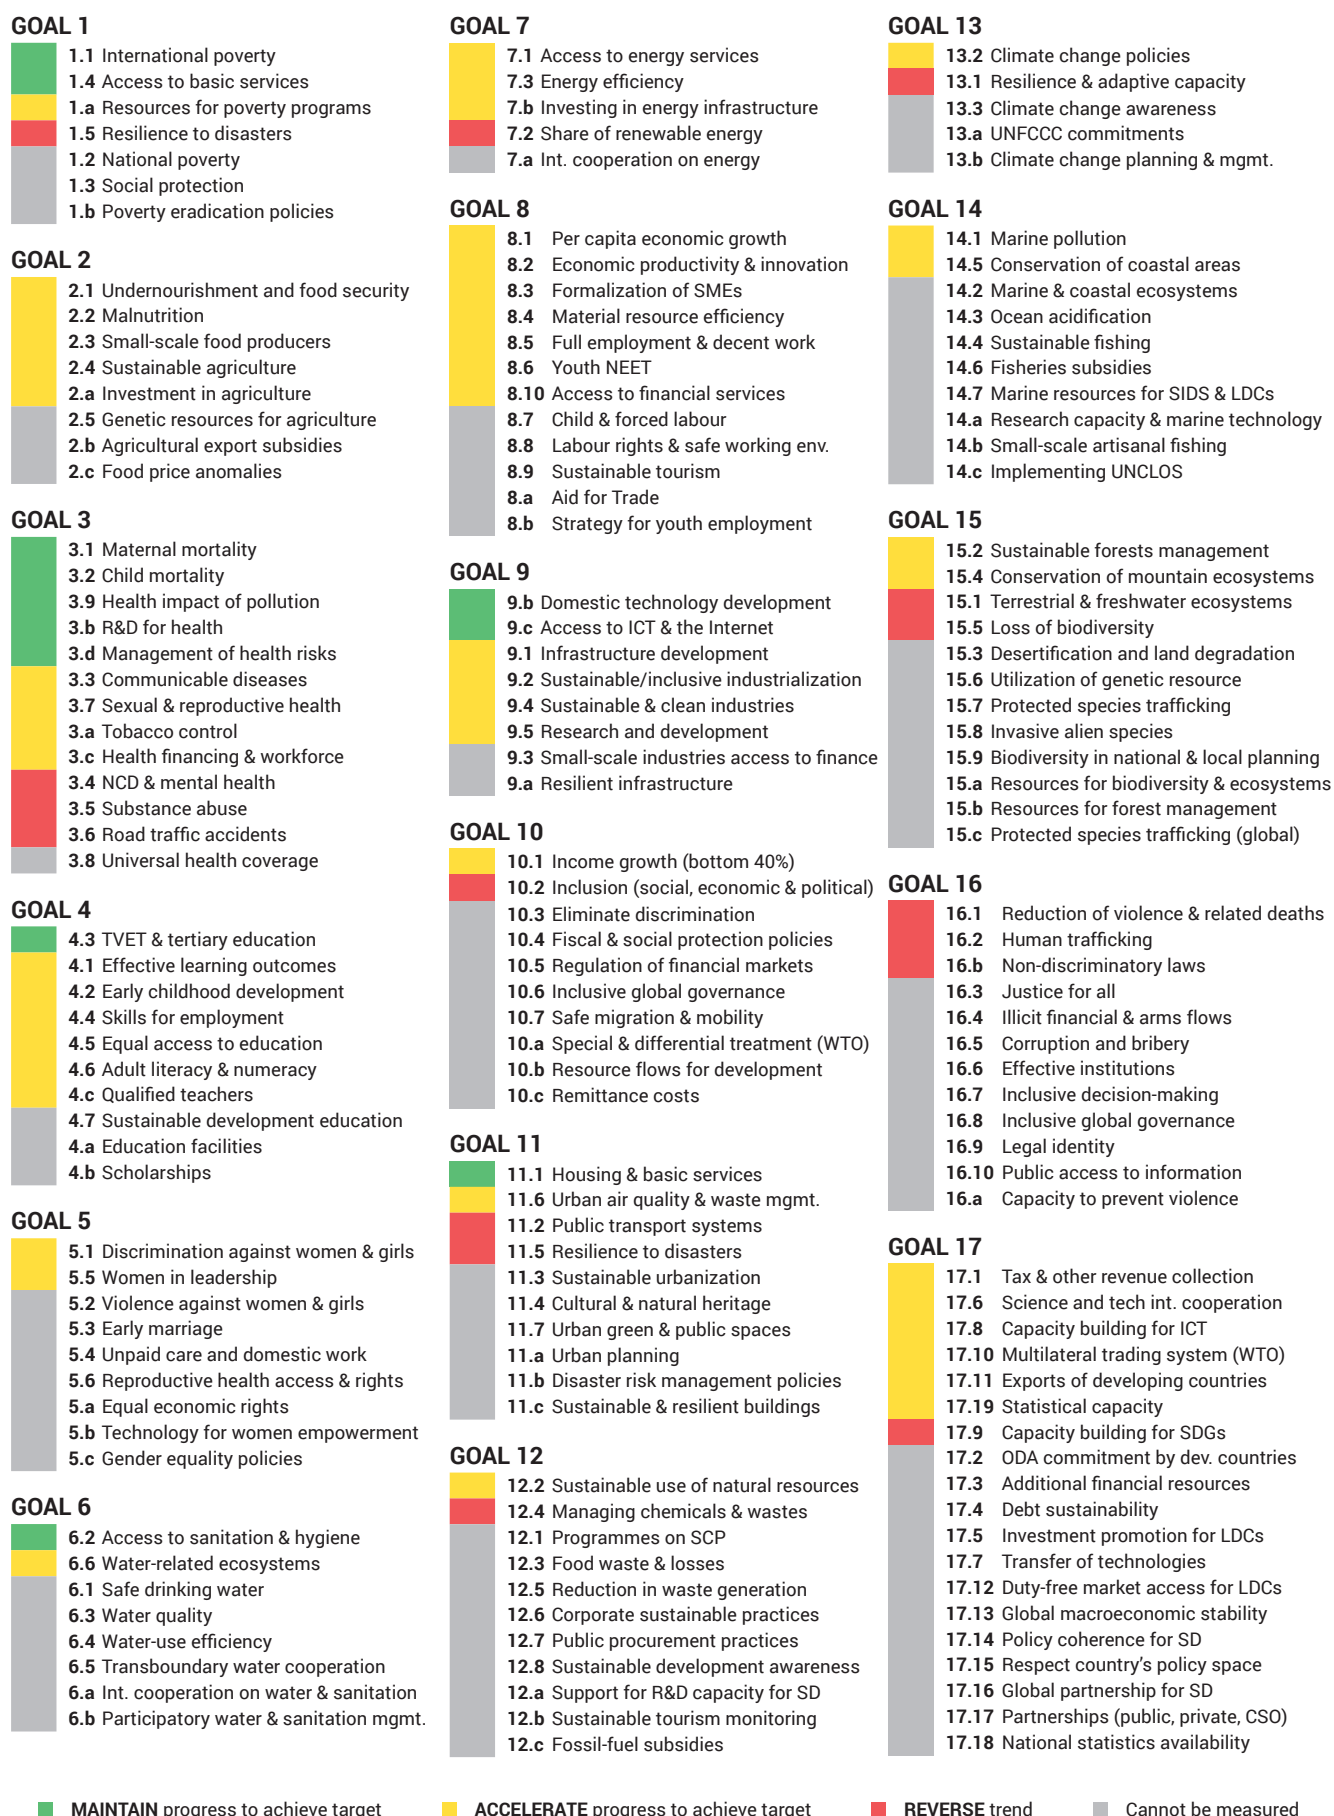 GOAL 1
1.1 International poverty
1.4 Access to basic services
1.a Resources for poverty programs
1.5 Resilience to disasters
1.2 National poverty
1.3 Social protection
1.b Poverty eradication policies
GOAL 2
2.1 Undernourishment and food security
2.2 Malnutrition
2.3 Small-scale food producers
2.4 Sustainable agriculture
2.a Investment in agriculture
2.5 Genetic resources for agriculture
2.b Agricultural export subsidies
2.c Food price anomalies
GOAL 3
3.1 Maternal mortality
3.2 Child mortality
3.9 Health impact of pollution
3.b R&D for health
3.d Management of health risks
3.3 Communicable diseases
3.7 Sexual & reproductive health
3.a Tobacco control
3.c Health financing & workforce
3.4 NCD & mental health
3.5 Substance abuse
3.6 Road traffic accidents
3.8 Universal health coverage
GOAL 4
4.3 TVET & tertiary education
4.1 Effective learning outcomes
4.2 Early childhood development
4.4 Skills for employment
4.5 Equal access to education
4.6 Adult literacy & numeracy
4.c Qualified teachers
4.7 Sustainable development education
4.a Education facilities
4.b Scholarships
GOAL 5
5.1 Discrimination against women & girls
5.5 Women in leadership
5.2 Violence against women & girls
5.3 Early marriage
5.4 Unpaid care and domestic work
5.6 Reproductive health access & rights
5.a Equal economic rights
5.b Technology for women empowerment
5.c Gender equality policies
GOAL 6
6.2 Access to sanitation & hygiene
6.6 Water-related ecosystems
6.1 Safe drinking water
6.3 Water quality
6.4 Water-use efficiency
6.5 Transboundary water cooperation
6.a Int. cooperation on water & sanitation
6.b Participatory water & sanitation mgmt.
GOAL 7
7.1 Access to energy services
7.3 Energy efficiency
7.b Investing in energy infrastructure
7.2 Share of renewable energy
7.a Int. cooperation on energy
GOAL 8
8.1 Per capita economic growth
8.2 Economic productivity & innovation
8.3 Formalization of SMEs
8.4 Material resource efficiency
8.5 Full employment & decent work
8.6 Youth NEET
8.10 Access to financial services
8.7 Child & forced labour
8.8 Labour rights & safe working env.
8.9 Sustainable tourism
8.a Aid for Trade
8.b Strategy for youth employment
GOAL 9
9.b Domestic technology development
9.c Access to ICT & the Internet
9.1 Infrastructure development
9.2 Sustainable/inclusive industrialization
9.4 Sustainable & clean industries
9.5 Research and development
9.3 Small-scale industries access to finance
9.a Resilient infrastructure
GOAL 10
10.1 Income growth (bottom 40%)
10.2 Inclusion (social, economic & political)
10.3 Eliminate discrimination
10.4 Fiscal & social protection policies
10.5 Regulation of financial markets
10.6 Inclusive global governance
10.7 Safe migration & mobility
10.a Special & differential treatment (WTO)
10.b Resource flows for development
10.c Remittance costs
GOAL 11
11.1 Housing & basic services
11.6 Urban air quality & waste mgmt.
11.2 Public transport systems
11.5 Resilience to disasters
11.3 Sustainable urbanization
11.4 Cultural & natural heritage
11.7 Urban green & public spaces
11.a Urban planning
11.b Disaster risk management policies
11.c Sustainable & resilient buildings
GOAL 12
12.2 Sustainable use of natural resources
12.4 Managing chemicals & wastes
12.1 Programmes on SCP
12.3 Food waste & losses
12.5 Reduction in waste generation
12.6 Corporate sustainable practices
12.7 Public procurement practices
12.8 Sustainable development awareness
12.a Support for R&D capacity for SD
12.b Sustainable tourism monitoring
12.c Fossil-fuel subsidies
GOAL 13
13.2 Climate change policies
13.1 Resilience & adaptive capacity
13.3 Climate change awareness
13.a UNFCCC commitments
13.b Climate change planning & mgmt.
GOAL 14
14.1 Marine pollution
14.5 Conservation of coastal areas
14.2 Marine & coastal ecosystems
14.3 Ocean acidification
14.4 Sustainable fishing
14.6 Fisheries subsidies
14.7 Marine resources for SIDS & LDCs
14.a Research capacity & marine technology
14.b Small-scale artisanal fishing
14.c Implementing UNCLOS
GOAL 15
15.2 Sustainable forests management
15.4 Conservation of mountain ecosystems
15.1 Terrestrial & freshwater ecosystems
15.5 Loss of biodiversity
15.3 Desertification and land degradation
15.6 Utilization of genetic resource
15.7 Protected species trafficking
15.8 Invasive alien species
15.9 Biodiversity in national & local planning
15.a Resources for biodiversity & ecosystems
15.b Resources for forest management
15.c Protected species trafficking (global)
GOAL 16
16.1 Reduction of violence & related deaths
16.2 Human trafficking
16.b Non-discriminatory laws
16.3 Justice for all
16.4 Illicit financial & arms flows
16.5 Corruption and bribery
16.6 Effective institutions
16.7 Inclusive decision-making
16.8 Inclusive global governance
16.9 Legal identity
16.10 Public access to information
16.a Capacity to prevent violence
GOAL 17
17.1 Tax & other revenue collection
17.6 Science and tech int. cooperation
17.8 Capacity building for ICT
17.10 Multilateral trading system (WTO)
17.11 Exports of developing countries
17.19 Statistical capacity
17.9 Capacity building for SDGs
17.2 ODA commitment by dev. countries
17.3 Additional financial resources
17.4 Debt sustainability
17.5 Investment promotion for LDCs
17.7 Transfer of technologies
17.12 Duty-free market access for LDCs
17.13 Global macroeconomic stability
17.14 Policy coherence for SD
17.15 Respect country's policy space
17.16 Global partnership for SD
17.17 Partnerships (public, private, CSO)
17.18 National statistics availability
MAINTAIN progress to achieve target
ACCELERATE progress to achieve target
REVERSE trend
Cannot be measured